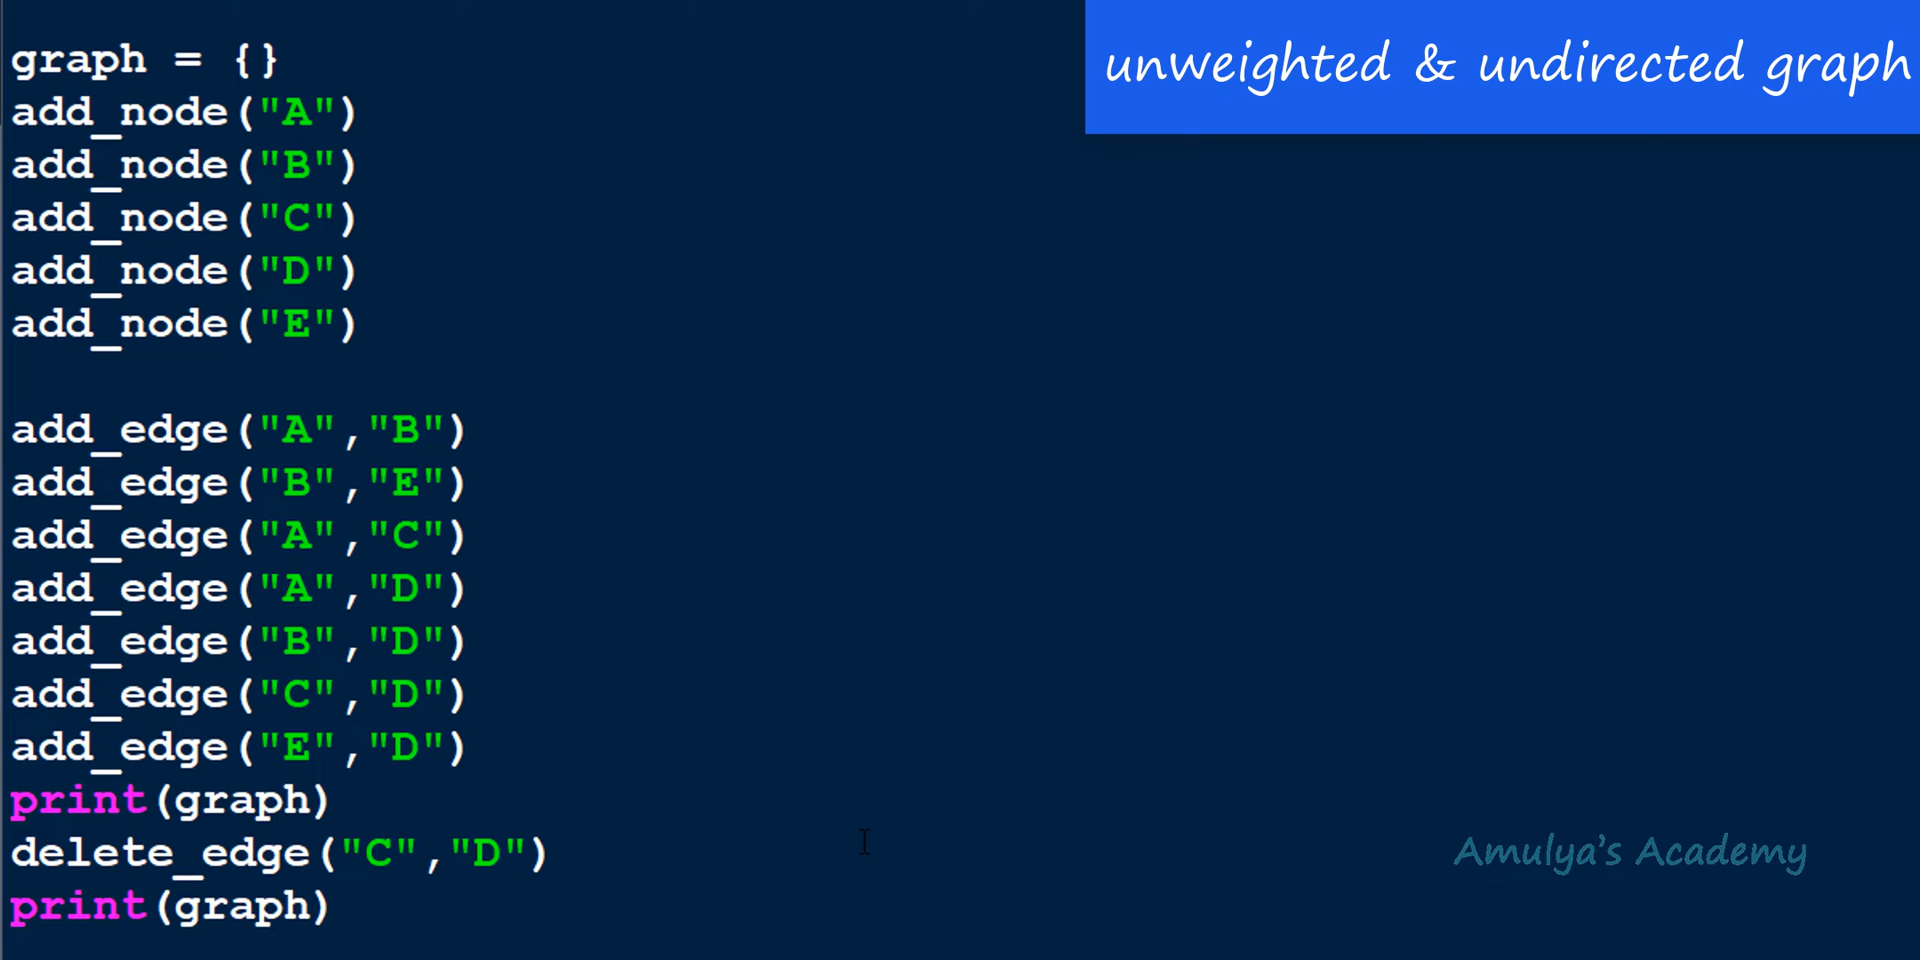 graph = {}
unweighted & undirected graph
add_node("A")
add_node("B")
add_node("C")
add_node("D")
add_node("E")
add_edge("A","B")
add_edge("B","E")
add_edge("A","C")
add_edge("A","D")
add_edge("B","D")
add_edge("C","D")
add_edge("E","D")
print(graph)
delete_edge("C","D")
print(graph)
Amulya's Academy